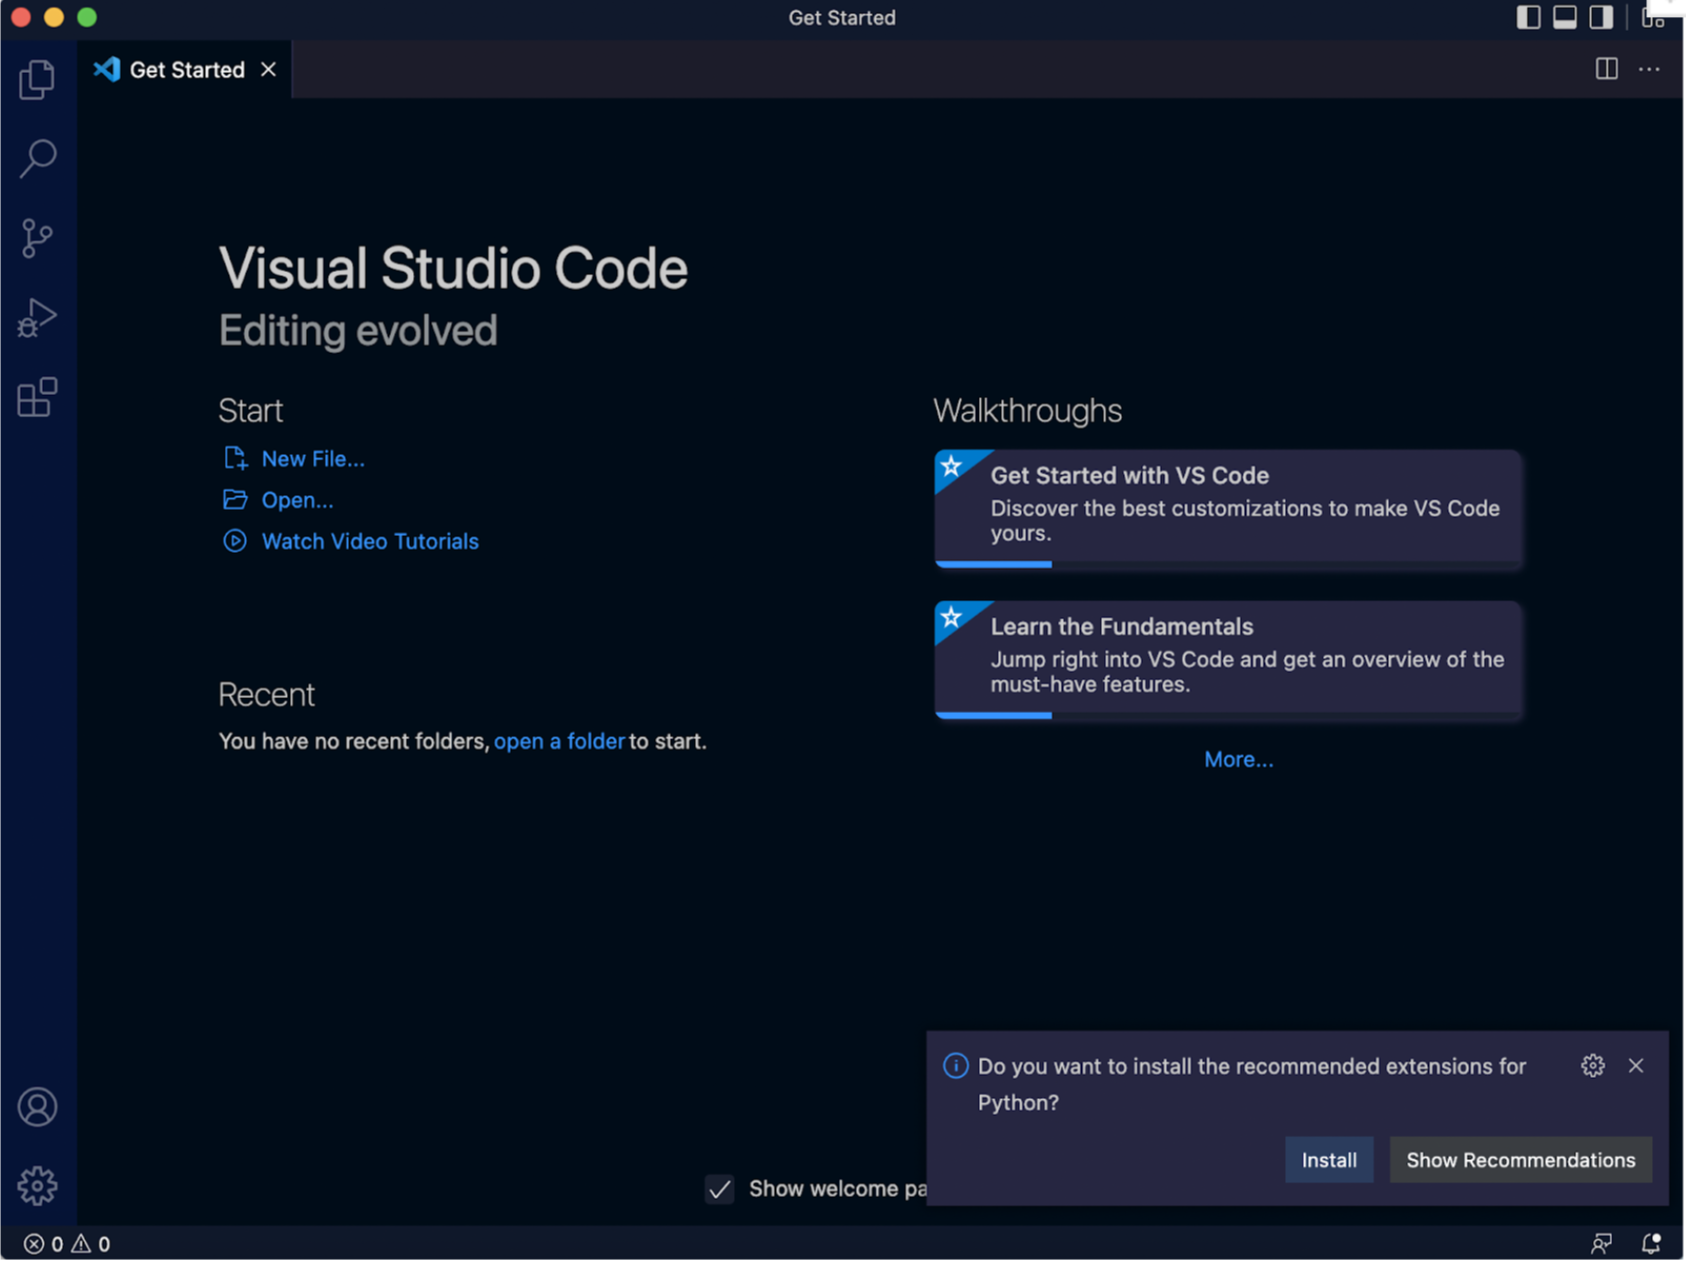 Get Started
Get Started
Visual Studio Code
Editing evolved
Start
New File...
Open...
Watch Video Tutorials
Recent
You have no recent folders, open a folder to start.
Walkthroughs
Get Started with VS Code
Discover the best customizations to make VS Code
yours.
Learn the Fundamentals
Jump right into VS Code and get an overview of the
must-have features.
More...
Do you want to install the recommended extensions for
Python?
Install
Show Recommendations
Show welcome pa
0
0